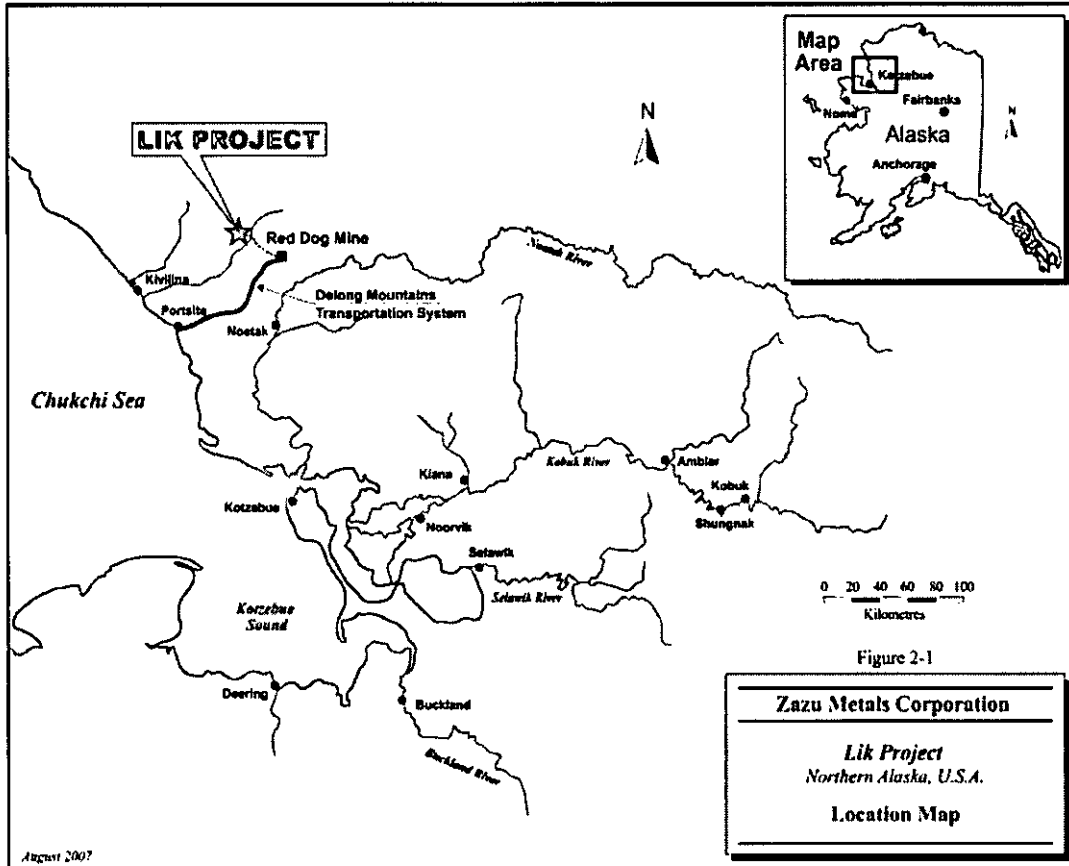 Map
Area
Kotzebue
Nome
Fairbanks
N
Alaska
Anchorage
N
LIK PROJECT
Red Dog Mine
Noatak River
Kivilina
Portsite
Delong Mountains
Transportation System
Noatak
Chukchi Sea
Kiana
Kobuk River
Ambler
Kobuk
Shungnak
Kotzebue
Noorvik
Selawik
Selawik River
Kotzebue
Sound
0 20 40 60 80 100
Kilometres
Deering
Buckland
Buckland River
Figure 2-1
Zazu Metals Corporation
Lik Project
Northern Alaska, U.S.A.
Location Map
August 2007